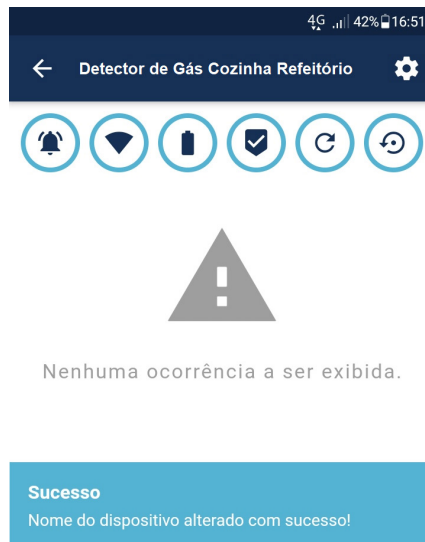 4G 42% 16:51
Detector de Gás Cozinha Refeitório
Nenhuma ocorrência a ser exibida.
Sucesso
Nome do dispositivo alterado com sucesso!